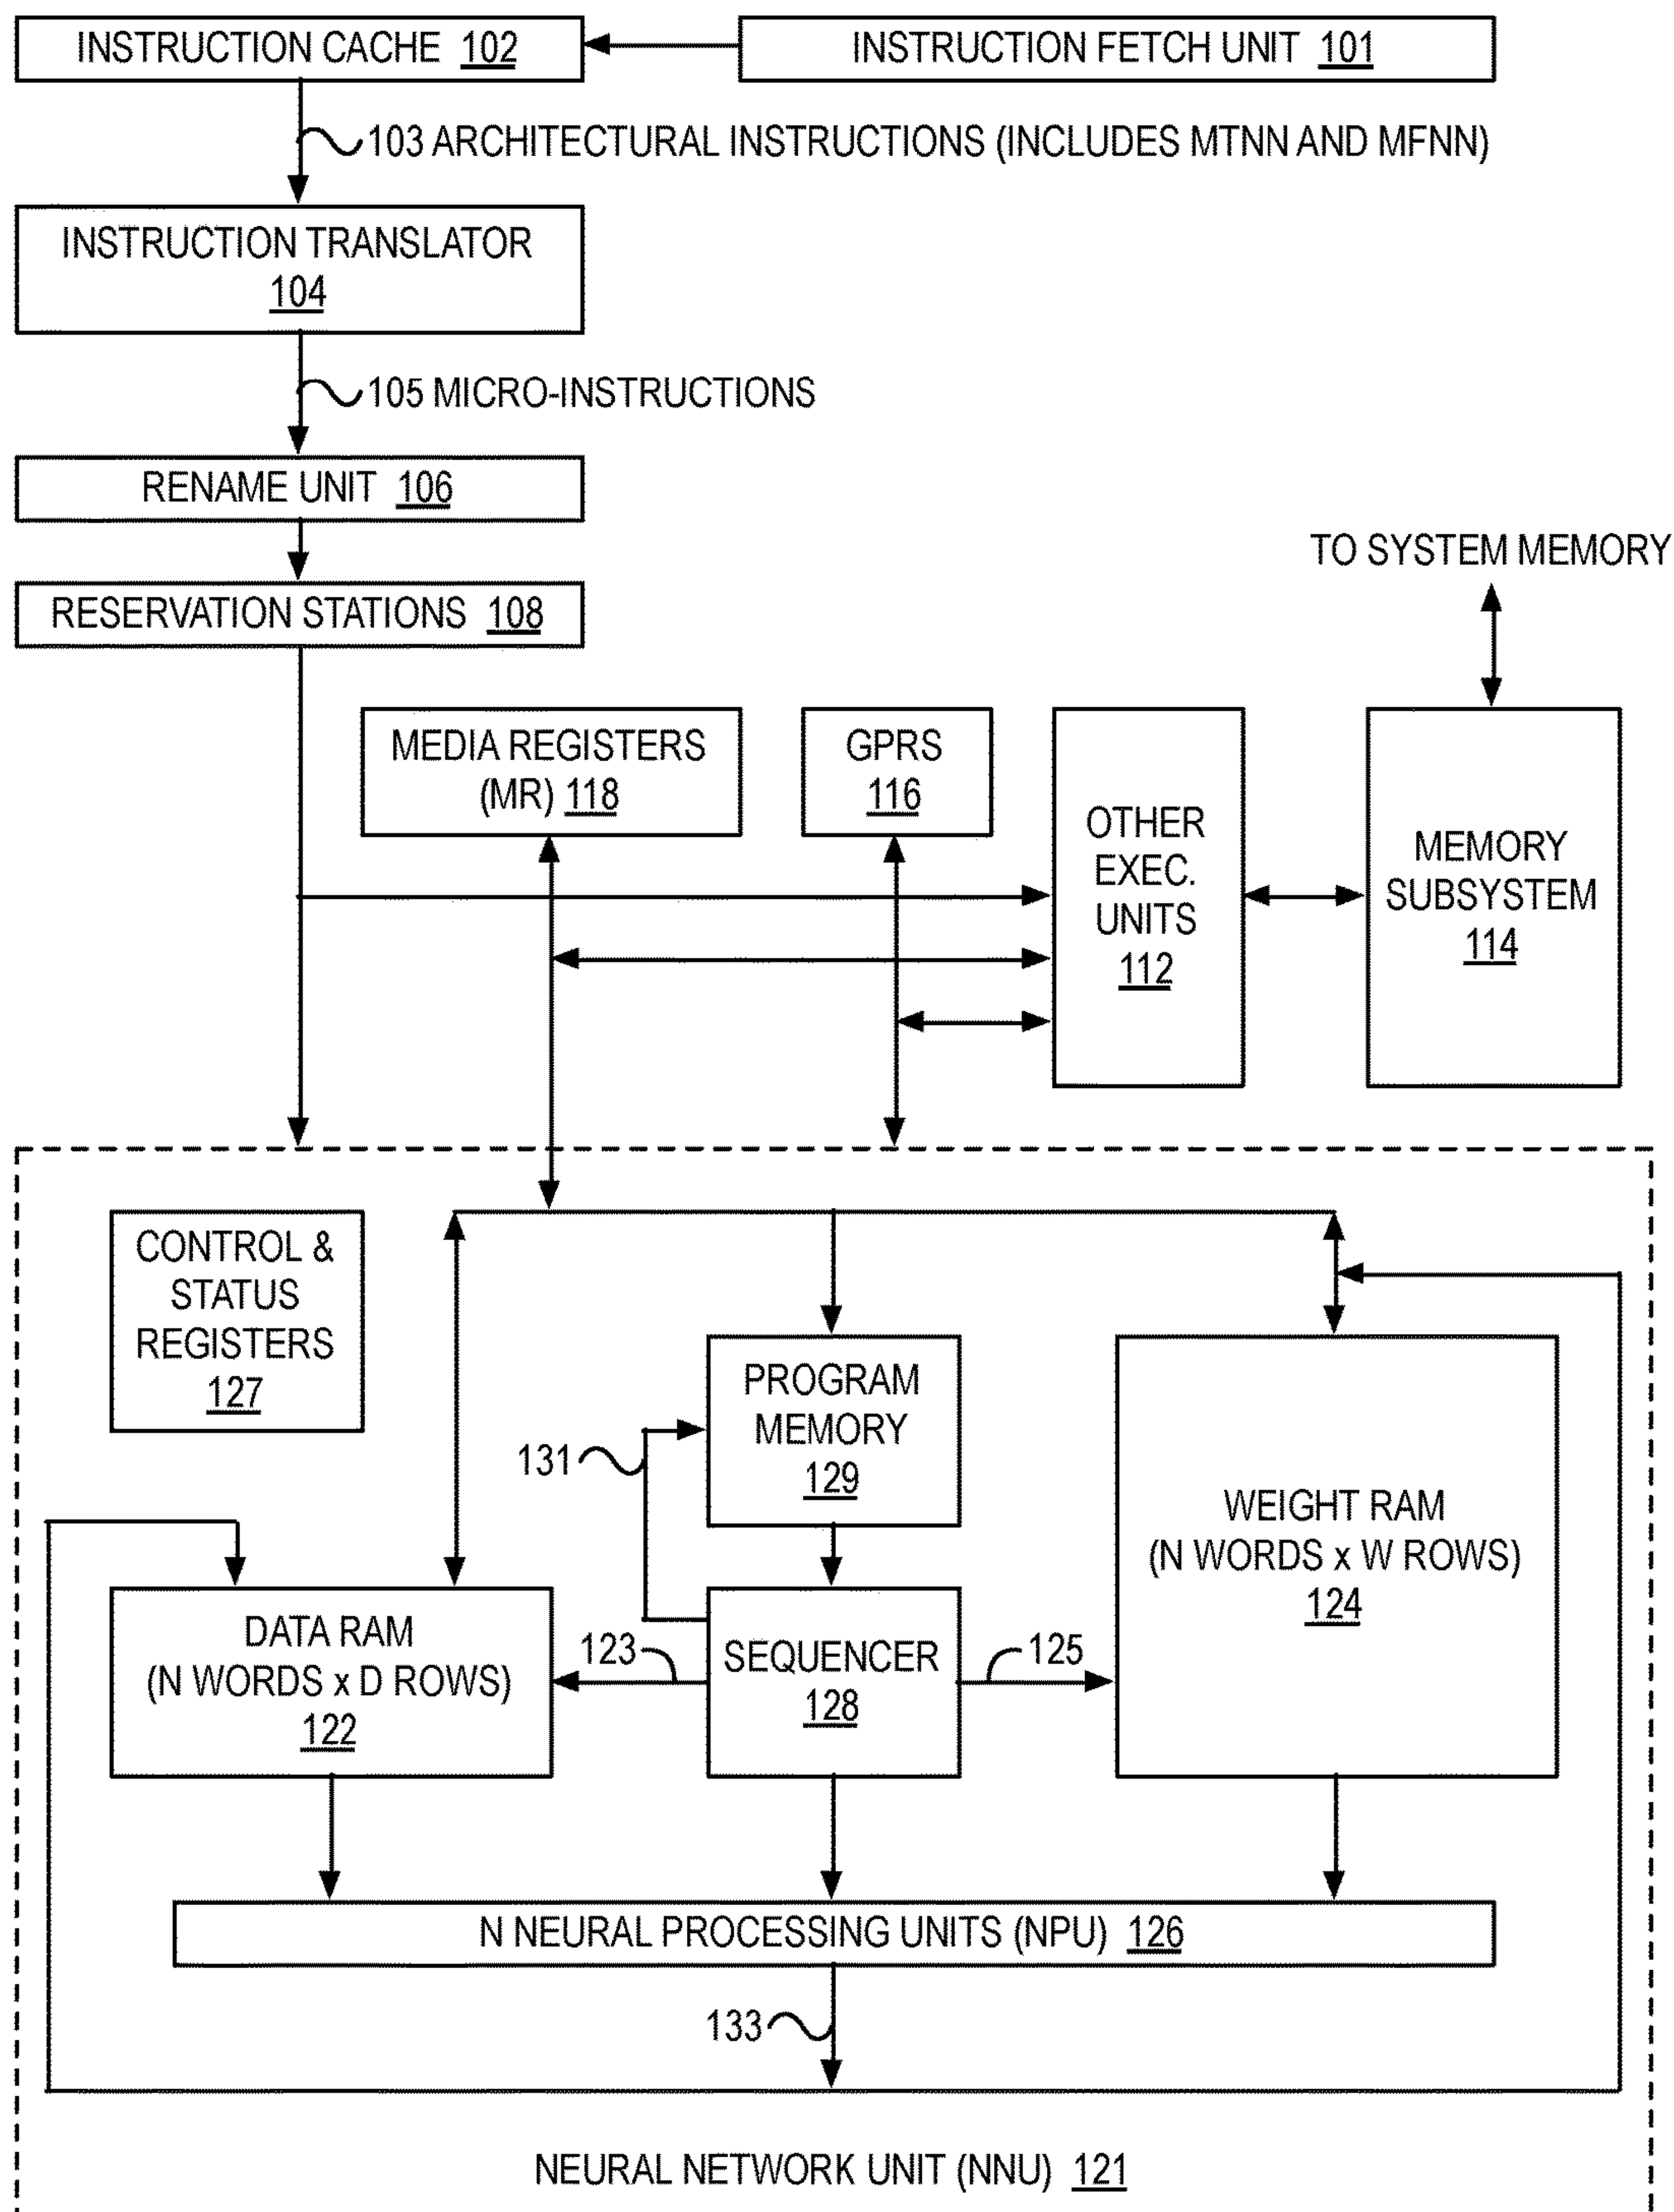 INSTRUCTION CACHE 102
INSTRUCTION FETCH UNIT 101
103 ARCHITECTURAL INSTRUCTIONS (INCLUDES MTNN AND MFNN)
INSTRUCTION TRANSLATOR
104
105 MICRO-INSTRUCTIONS
RENAME UNIT 106
TO SYSTEM MEMORY
RESERVATION STATIONS 108
MEDIA REGISTERS
(MR) 118
GPRS
116
OTHER
EXEC.
UNITS
112
MEMORY
SUBSYSTEM
114
CONTROL &
STATUS
REGISTERS
127
PROGRAM
MEMORY
129
131
WEIGHT RAM
(N WORDS x W ROWS)
124
DATA RAM
(N WORDS x D ROWS)
122
123
SEQUENCER
128
125
N NEURAL PROCESSING UNITS (NPU) 126
133
NEURAL NETWORK UNIT (NNU) 121